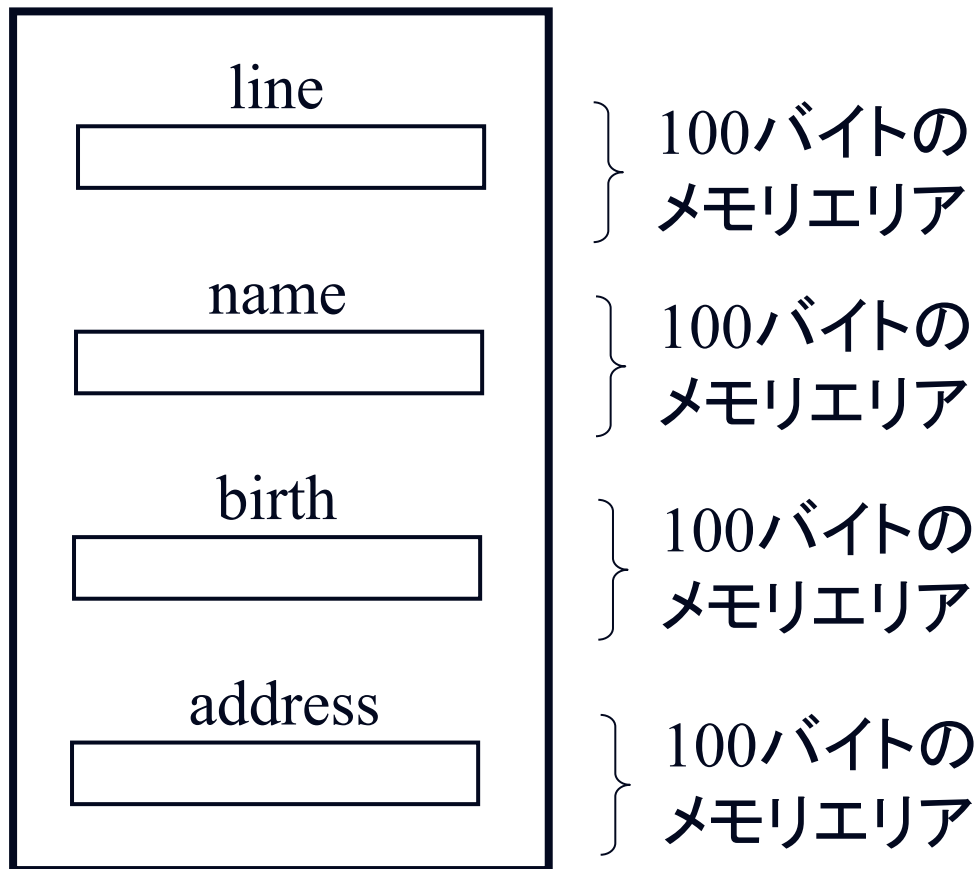 line
100バイトの
メモリエリア
name
100バイトの
メモリエリア
birth
100バイトの
メモリエリア
address
100バイトの
メモリエリア